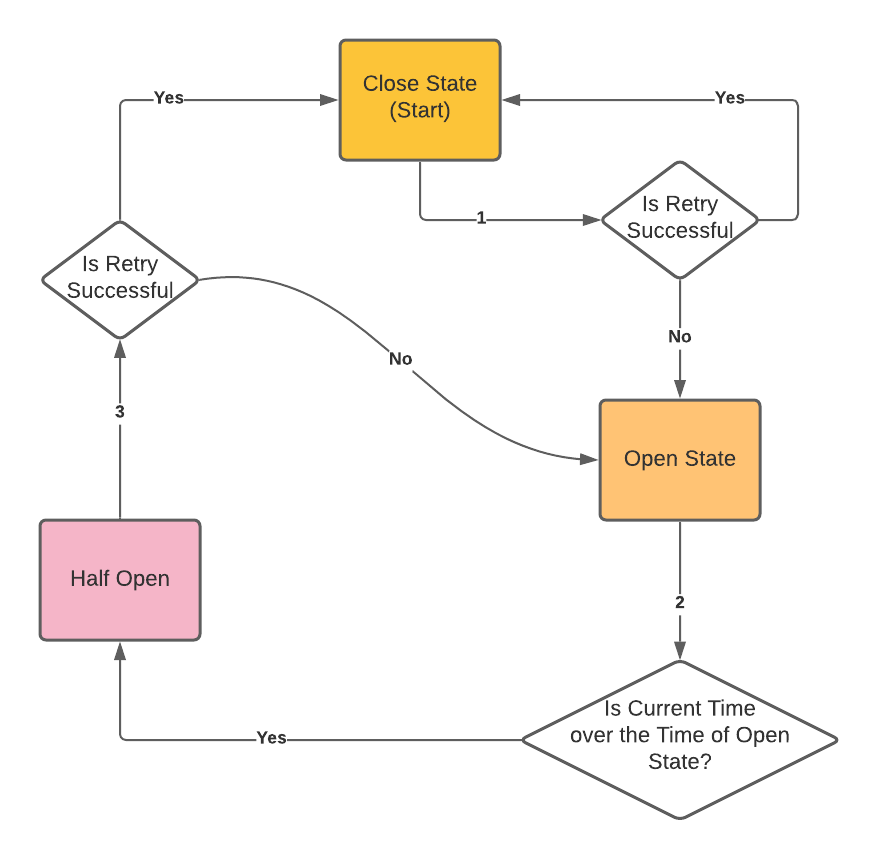 Close State
(Start)
Yes
Yes
1
Is Retry
Successful
Is Retry
Successful
No
No
3
Open State
Half Open
2
Is Current Time
over the Time of Open
State?
Yes